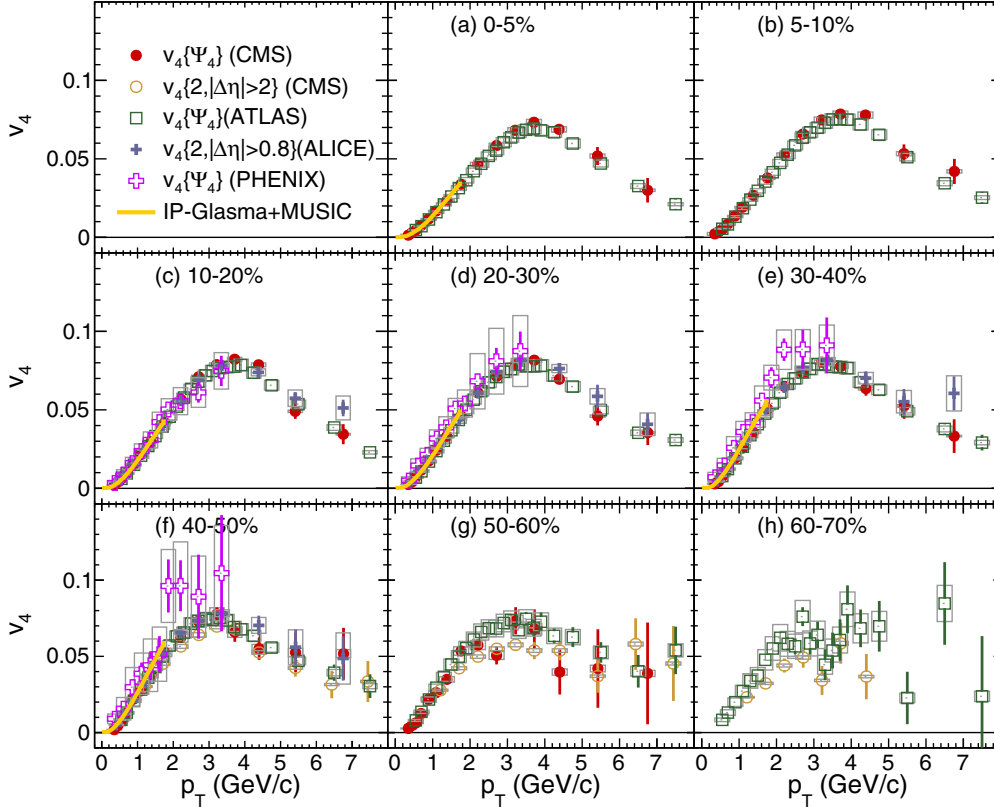 (a) 0-5%
(b) 5-10%
v₄{Ψ₄} (CMS)
v₄{2,|Δη|>2} (CMS)
v₄{Ψ₄}(ATLAS)
v₄{2,|Δη|>0.8}(ALICE)
v₄{Ψ₄} (PHENIX)
IP-Glasma+MUSIC
v₄
0.1
0.05
0
(c) 10-20%
(d) 20-30%
(e) 30-40%
v₄
0.1
0.05
0
(f) 40-50%
(g) 50-60%
(h) 60-70%
v₄
0.1
0.05
0
0 1 2 3 4 5 6 7
0 1 2 3 4 5 6 7
0 1 2 3 4 5 6 7
p_T (GeV/c)
p_T (GeV/c)
p_T (GeV/c)